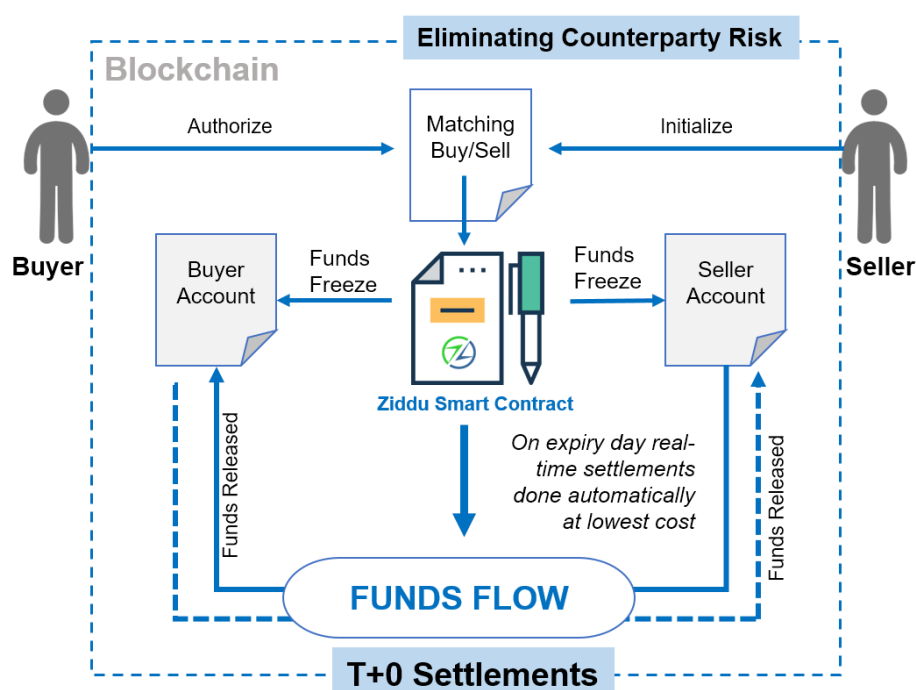 Eliminating Counterparty Risk
Blockchain
Authorize
Matching
Buy/Sell
Initialize
Buyer
Seller
Buyer
Account
Funds
Freeze
Funds
Freeze
Seller
Account
Ziddu Smart Contract
On expiry day real-
time settlements
done automatically
at lowest cost
Funds Released
Funds Released
FUNDS FLOW
T+0 Settlements